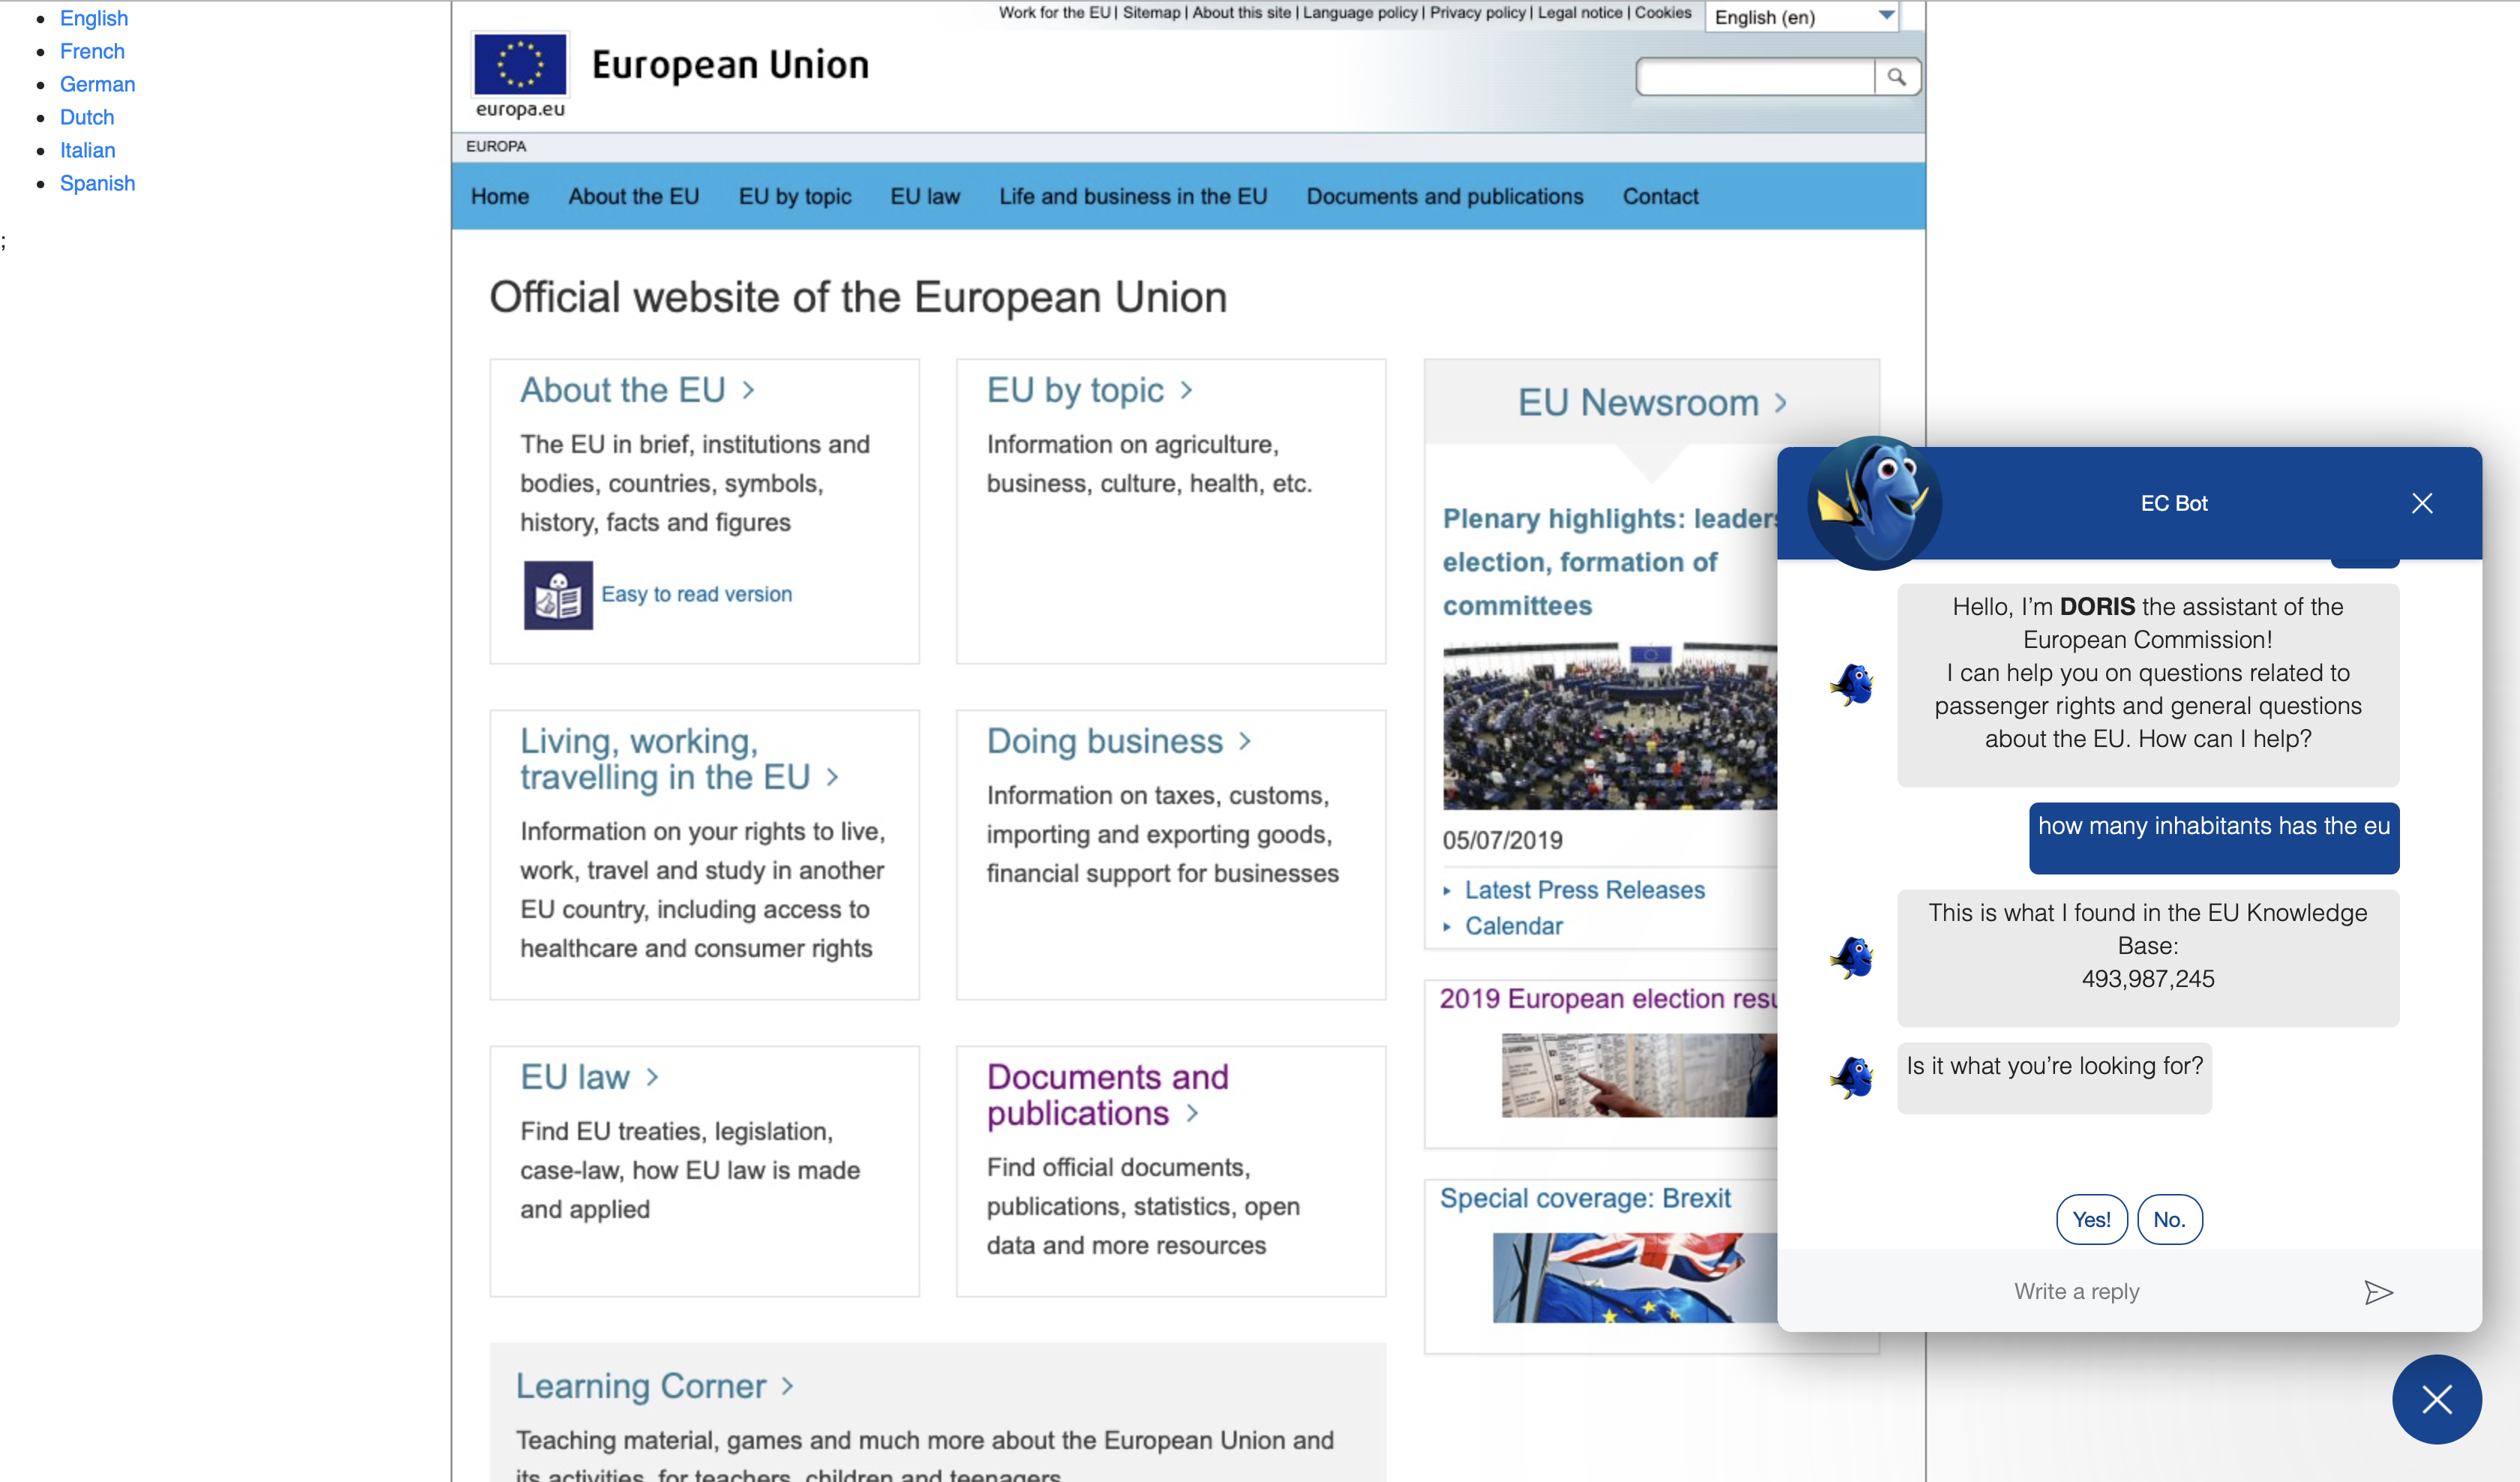 English
French
German
Dutch
Italian
Spanish
;
Work for the EU | Sitemap | About this site | Language policy | Privacy policy | Legal notice | Cookies
English (en)
European Union
europa.eu
EUROPA
Home About the EU EU by topic EU law Life and business in the EU Documents and publications Contact
Official website of the European Union
About the EU >
The EU in brief, institutions and
bodies, countries, symbols,
history, facts and figures
Easy to read version
EU by topic >
Information on agriculture,
business, culture, health, etc.
Living, working,
travelling in the EU >
Information on your rights to live,
work, travel and study in another
EU country, including access to
healthcare and consumer rights
Doing business >
Information on taxes, customs,
importing and exporting goods,
financial support for businesses
EU law >
Find EU treaties, legislation,
case-law, how EU law is made
and applied
Documents and
publications >
Find official documents,
publications, statistics, open
data and more resources
Learning Corner >
Teaching material, games and much more about the European Union and
its activities, for teachers, children and teenagers
EU Newsroom >
Plenary highlights: leaders
election, formation of
committees
05/07/2019
Latest Press Releases
Calendar
2019 European election resu
Special coverage: Brexit
EC Bot
Hello, I'm DORIS the assistant of the
European Commission!
I can help you on questions related to
passenger rights and general questions
about the EU. How can I help?
how many inhabitants has the eu
This is what I found in the EU Knowledge
Base:
493,987,245
Is it what you're looking for?
Yes! No.
Write a reply